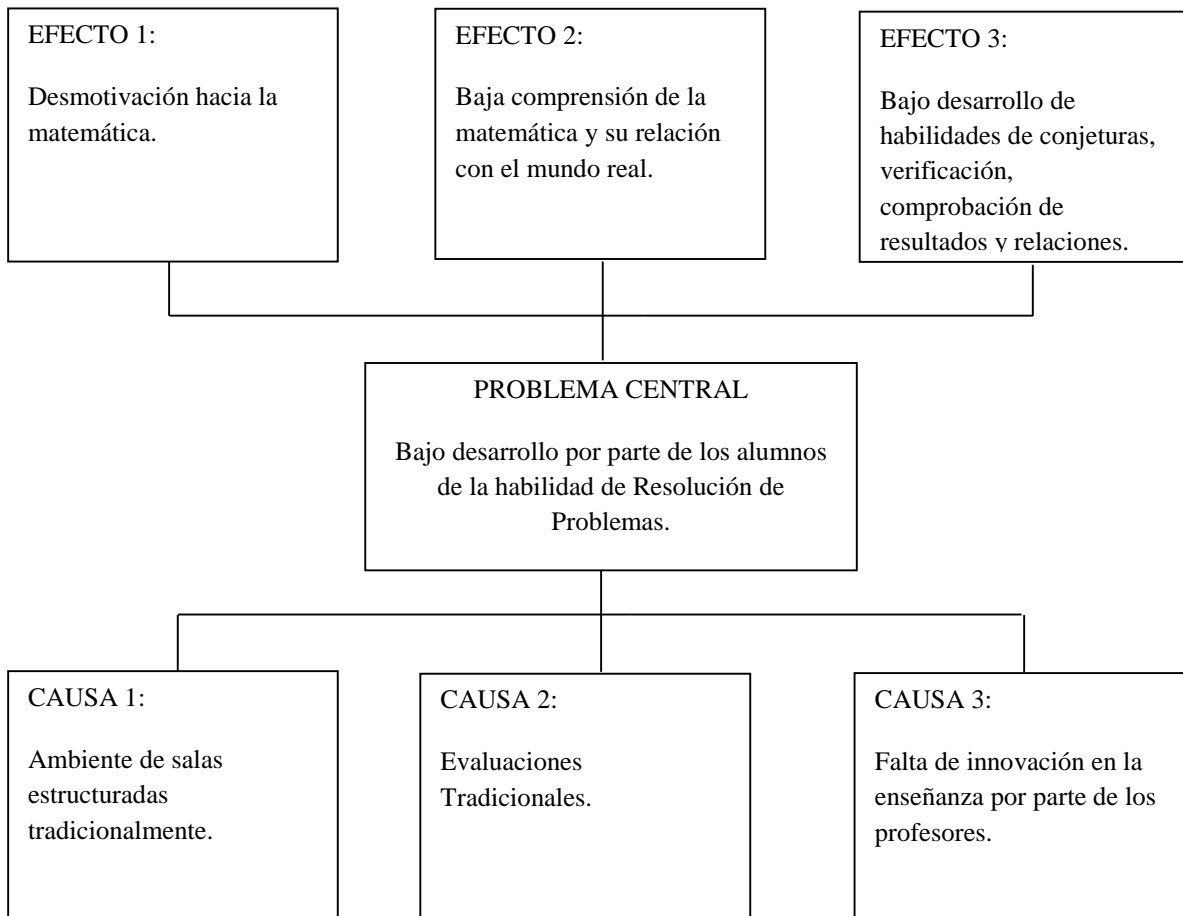 EFECTO 1:
Desmotivación hacia la
matemática.
EFECTO 2:
Baja comprensión de la
matemática y su relación
con el mundo real.
EFECTO 3:
Bajo desarrollo de
habilidades de conjeturas,
verificación,
comprobación de
resultados y relaciones.
PROBLEMA CENTRAL
Bajo desarrollo por parte de los alumnos
de la habilidad de Resolución de
Problemas.
CAUSA 1:
Ambiente de salas
estructuradas
tradicionalmente.
CAUSA 2:
Evaluaciones
Tradicionales.
CAUSA 3:
Falta de innovación en la
enseñanza por parte de los
profesores.